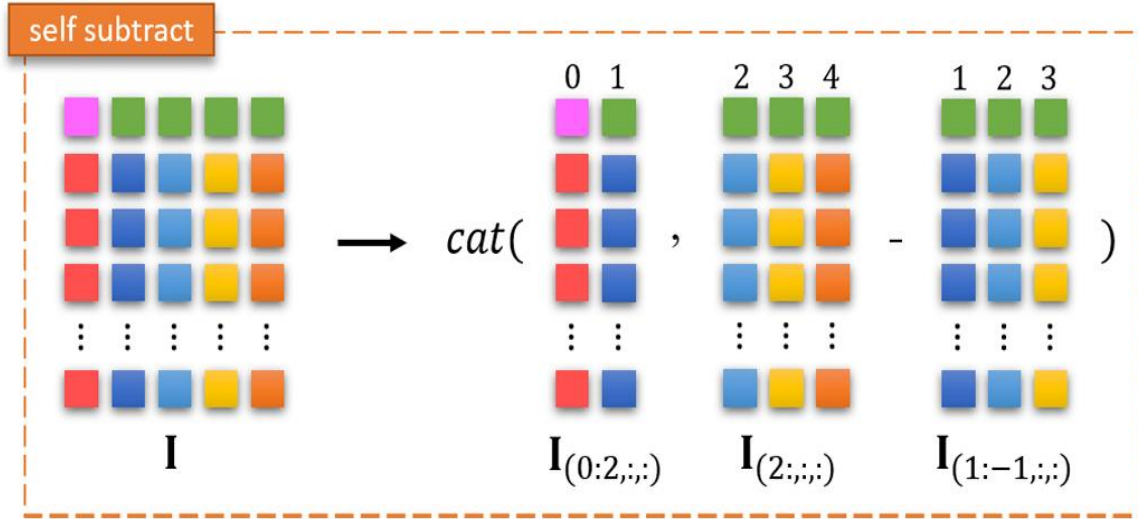 self subtract
0 1 2 3 4 1 2 3
cat( , - )
⋮ ⋮ ⋮ ⋮ ⋮ ⋮ ⋮ ⋮ ⋮ ⋮ ⋮ ⋮ ⋮
I I(0:2,:,:) I(2:,:,:) I(1:−1,:,:)